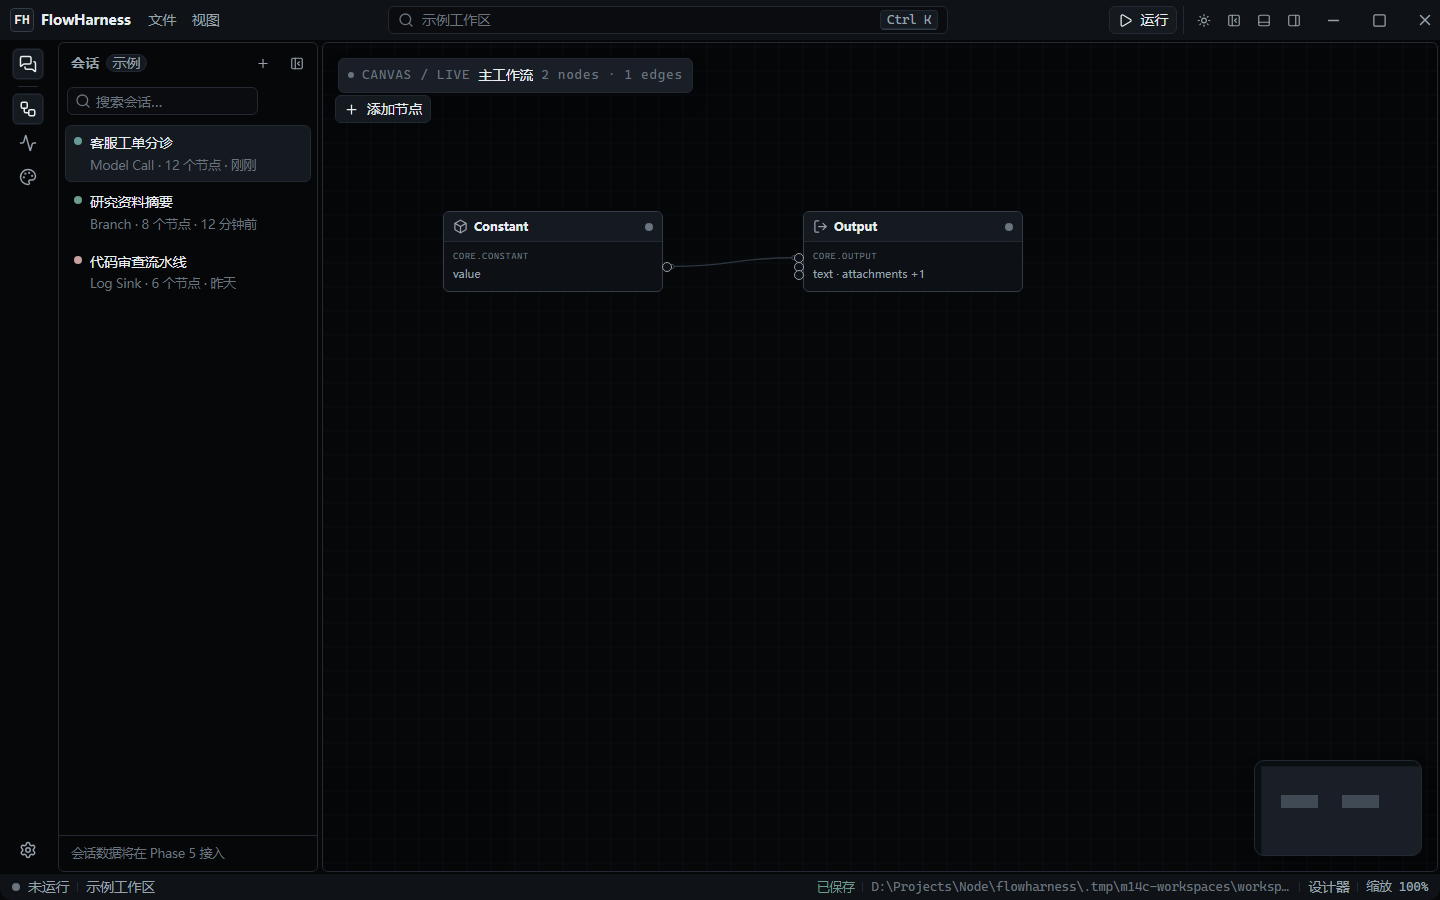 FH FlowHarness 文件 视图 示例工作区 Ctrl K 运行
会话 示例
搜索会话...
客服工单分诊
Model Call · 12 个节点 · 刚刚
研究资料摘要
Branch · 8 个节点 · 12 分钟前
代码审查流水线
Log Sink · 6 个节点 · 昨天
会话数据将在 Phase 5 接入
CANVAS / LIVE 主工作流 2 nodes · 1 edges
添加节点
Constant
CORE.CONSTANT
value
Output
CORE.OUTPUT
text · attachments +1
未运行 示例工作区 已保存 D:\Projects\Node\flowharness\.tmp\m14c-workspaces\worksp… 设计器 缩放 100%